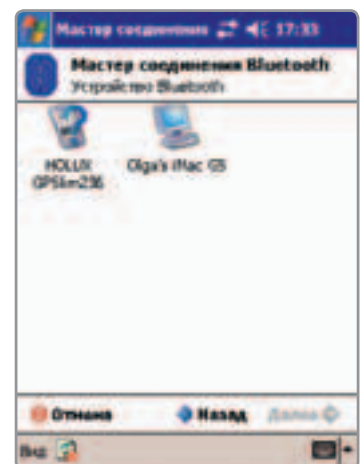 Мастер соединения 17:33
Мастер соединения Bluetooth
Устройство Bluetooth
HOLUX Olga's iMac G5
GPSlim236
Отмена Назад Далее
Вид